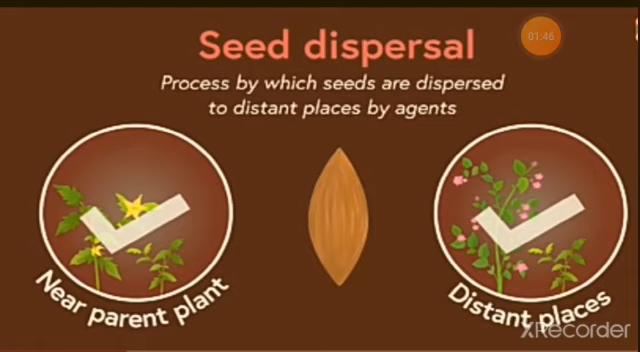 01:46
Seed dispersal
Process by which seeds are dispersed
to distant places by agents
Near parent plant
Distant places
XRecorder